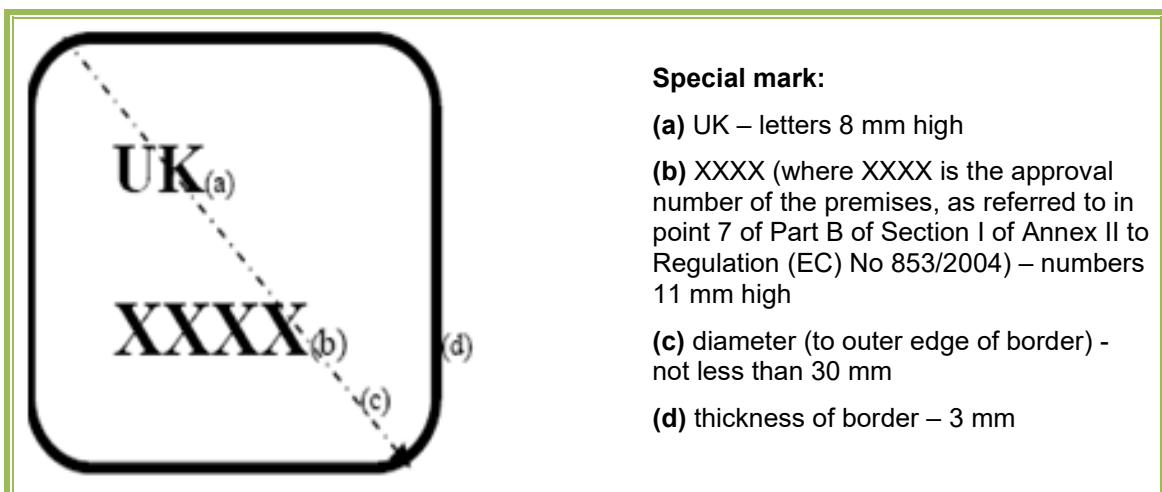 UK(a)
XXXX(b)
(d)
(c)
Special mark:
(a) UK – letters 8 mm high
(b) XXXX (where XXXX is the approval
number of the premises, as referred to in
point 7 of Part B of Section I of Annex II to
Regulation (EC) No 853/2004) – numbers
11 mm high
(c) diameter (to outer edge of border) -
not less than 30 mm
(d) thickness of border – 3 mm